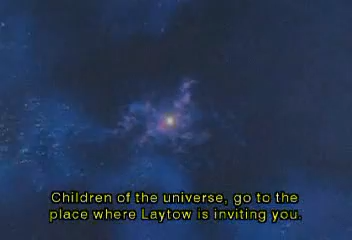 Children of the universe, go to the
place where Laytow is inviting you.